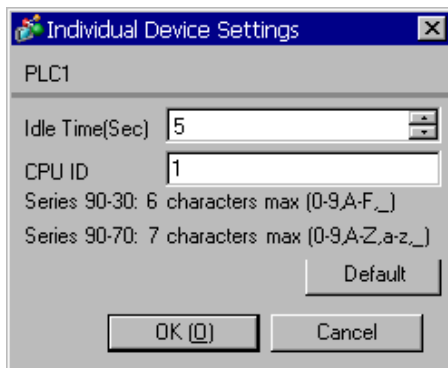 Individual Device Settings
PLC1
Idle Time(Sec) 5
CPU ID 1
Series 90-30: 6 characters max (0-9,A-F,_)
Series 90-70: 7 characters max (0-9,A-Z,a-z,_)
Default
OK (O) Cancel